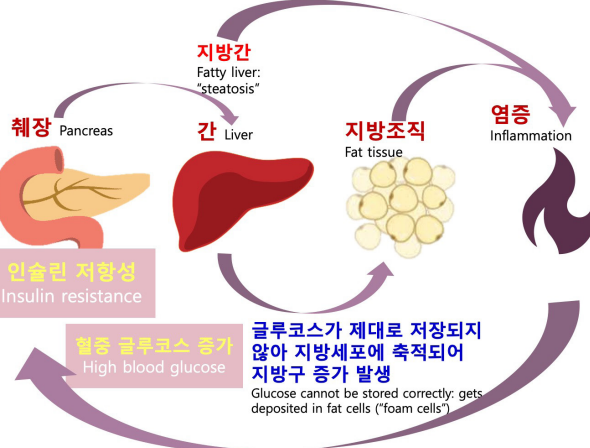 지방간
Fatty liver:
"steatosis"
췌장 Pancreas
간 Liver
지방조직
Fat tissue
염증
Inflammation
인슐린 저항성
Insulin resistance
혈중 글루코스 증가
High blood glucose
글루코스가 제대로 저장되지
않아 지방세포에 축적되어
지방구 증가 발생
Glucose cannot be stored correctly: gets
deposited in fat cells ("foam cells")